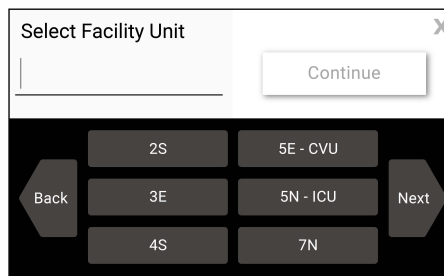 Select Facility Unit
X
Continue
2S
5E - CVU
Back
3E
5N - ICU
Next
4S
7N